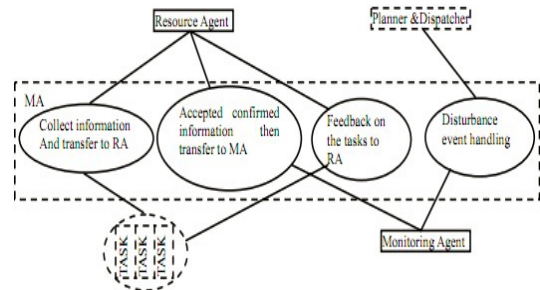 Resource Agent
Planner &Dispatcher
MA
Collect information
And transfer to RA
Accepted confirmed
information then
transfer to MA
Feedback on
the tasks to
RA
Disturbance
event handling
TASK
TASK
TASK
Monitoring Agent